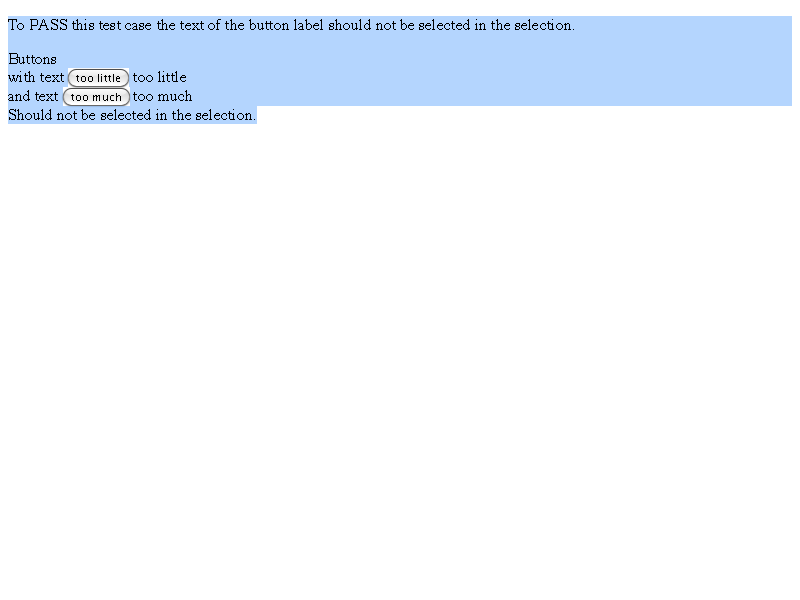 To PASS this test case the text of the button label should not be selected in the selection.
Buttons
with text too little too little
and text too much too much
Should not be selected in the selection.